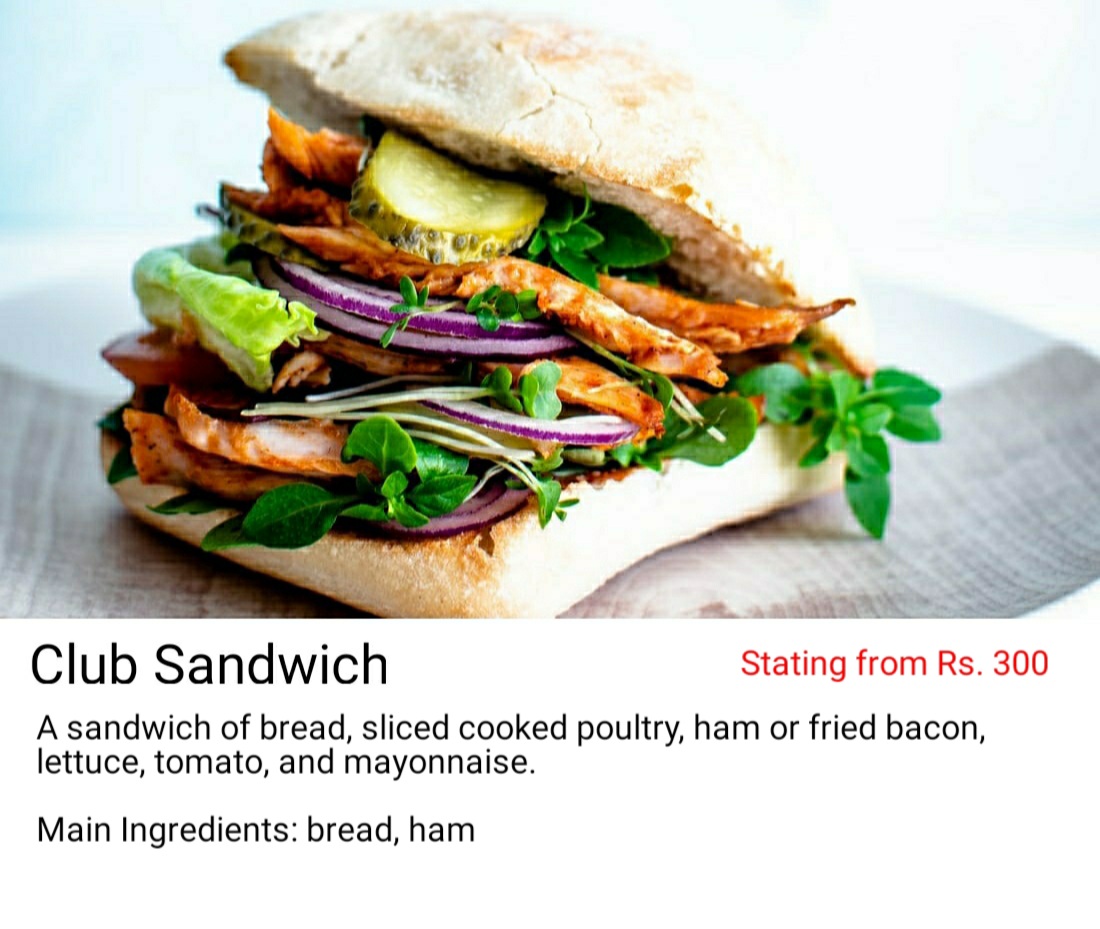 Club Sandwich
Stating from Rs. 300
A sandwich of bread, sliced cooked poultry, ham or fried bacon,
lettuce, tomato, and mayonnaise.
Main Ingredients: bread, ham